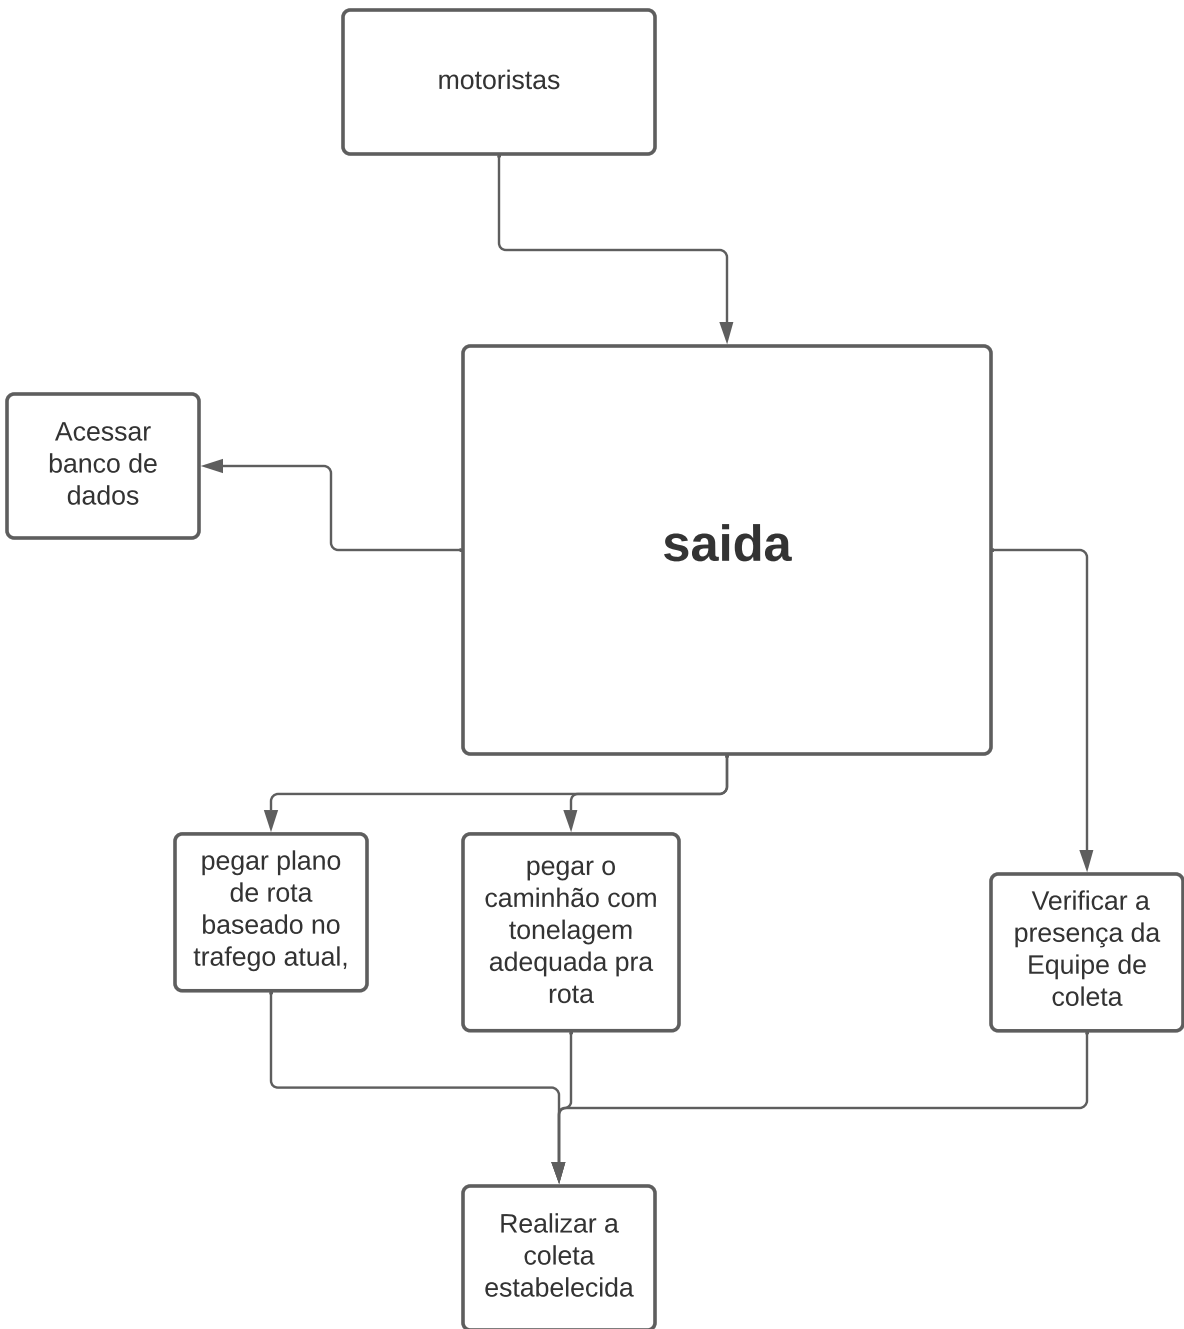 motoristas
Acessar
banco de
dados
saida
pegar plano
de rota
baseado no
trafego atual,
pegar o
caminhão com
tonelagem
adequada pra
rota
Verificar a
presença da
Equipe de
coleta
Realizar a
coleta
estabelecida